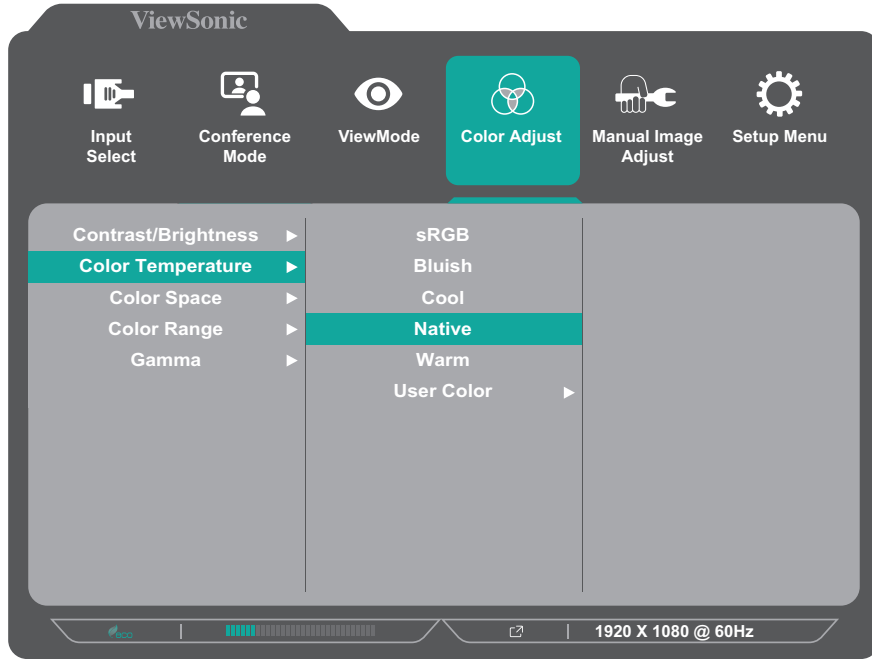 ViewSonic
Input
Select
Conference
Mode
ViewMode
Color Adjust
Manual Image
Adjust
Setup Menu
Contrast/Brightness
Color Temperature
Color Space
Color Range
Gamma
sRGB
Bluish
Cool
Native
Warm
User Color
eco
1920 X 1080 @ 60Hz